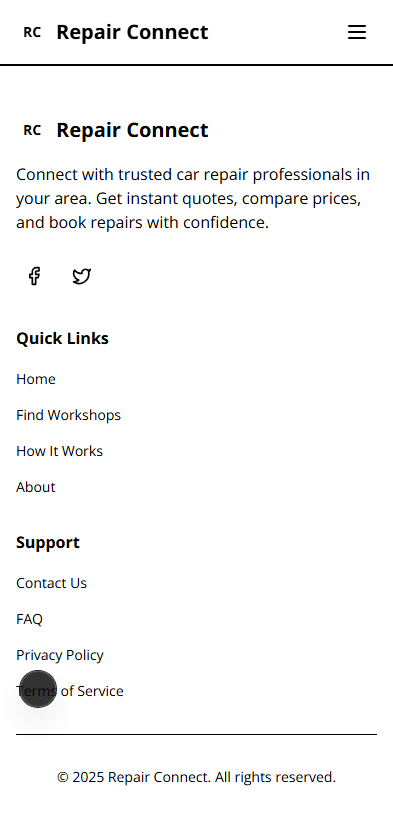 RC Repair Connect
RC Repair Connect
Connect with trusted car repair professionals in
your area. Get instant quotes, compare prices,
and book repairs with confidence.
Quick Links
Home
Find Workshops
How It Works
About
Support
Contact Us
FAQ
Privacy Policy
Terms of Service
© 2025 Repair Connect. All rights reserved.